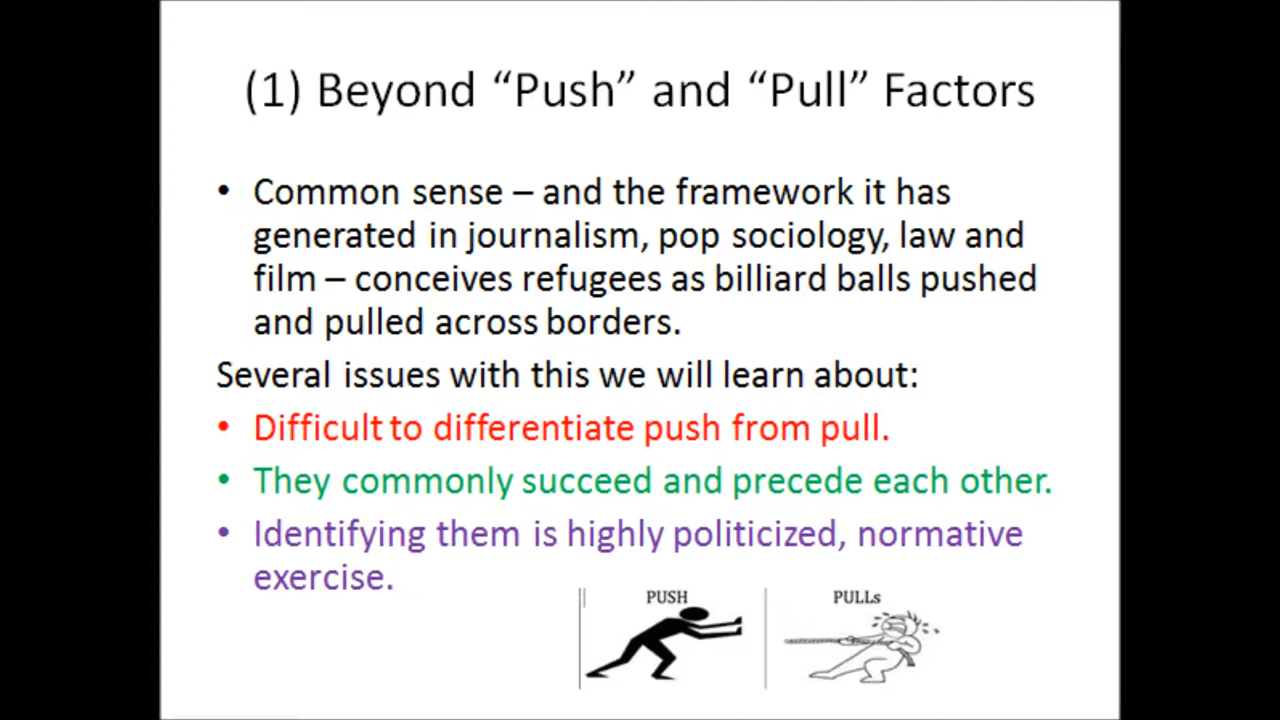 (1) Beyond “Push” and “Pull” Factors
• Common sense – and the framework it has
generated in journalism, pop sociology, law and
film – conceives refugees as billiard balls pushed
and pulled across borders.
Several issues with this we will learn about:
• Difficult to differentiate push from pull.
• They commonly succeed and precede each other.
• Identifying them is highly politicized, normative
exercise.
PUSH
PULLs